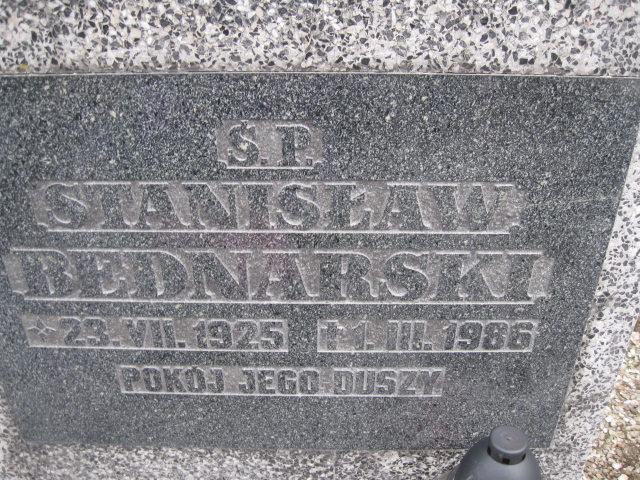 Ś.P.
STANISŁAW
BEDNARSKI
* 23. VII. 1925 † 1. III. 1986
POKÓJ JEGO DUSZY